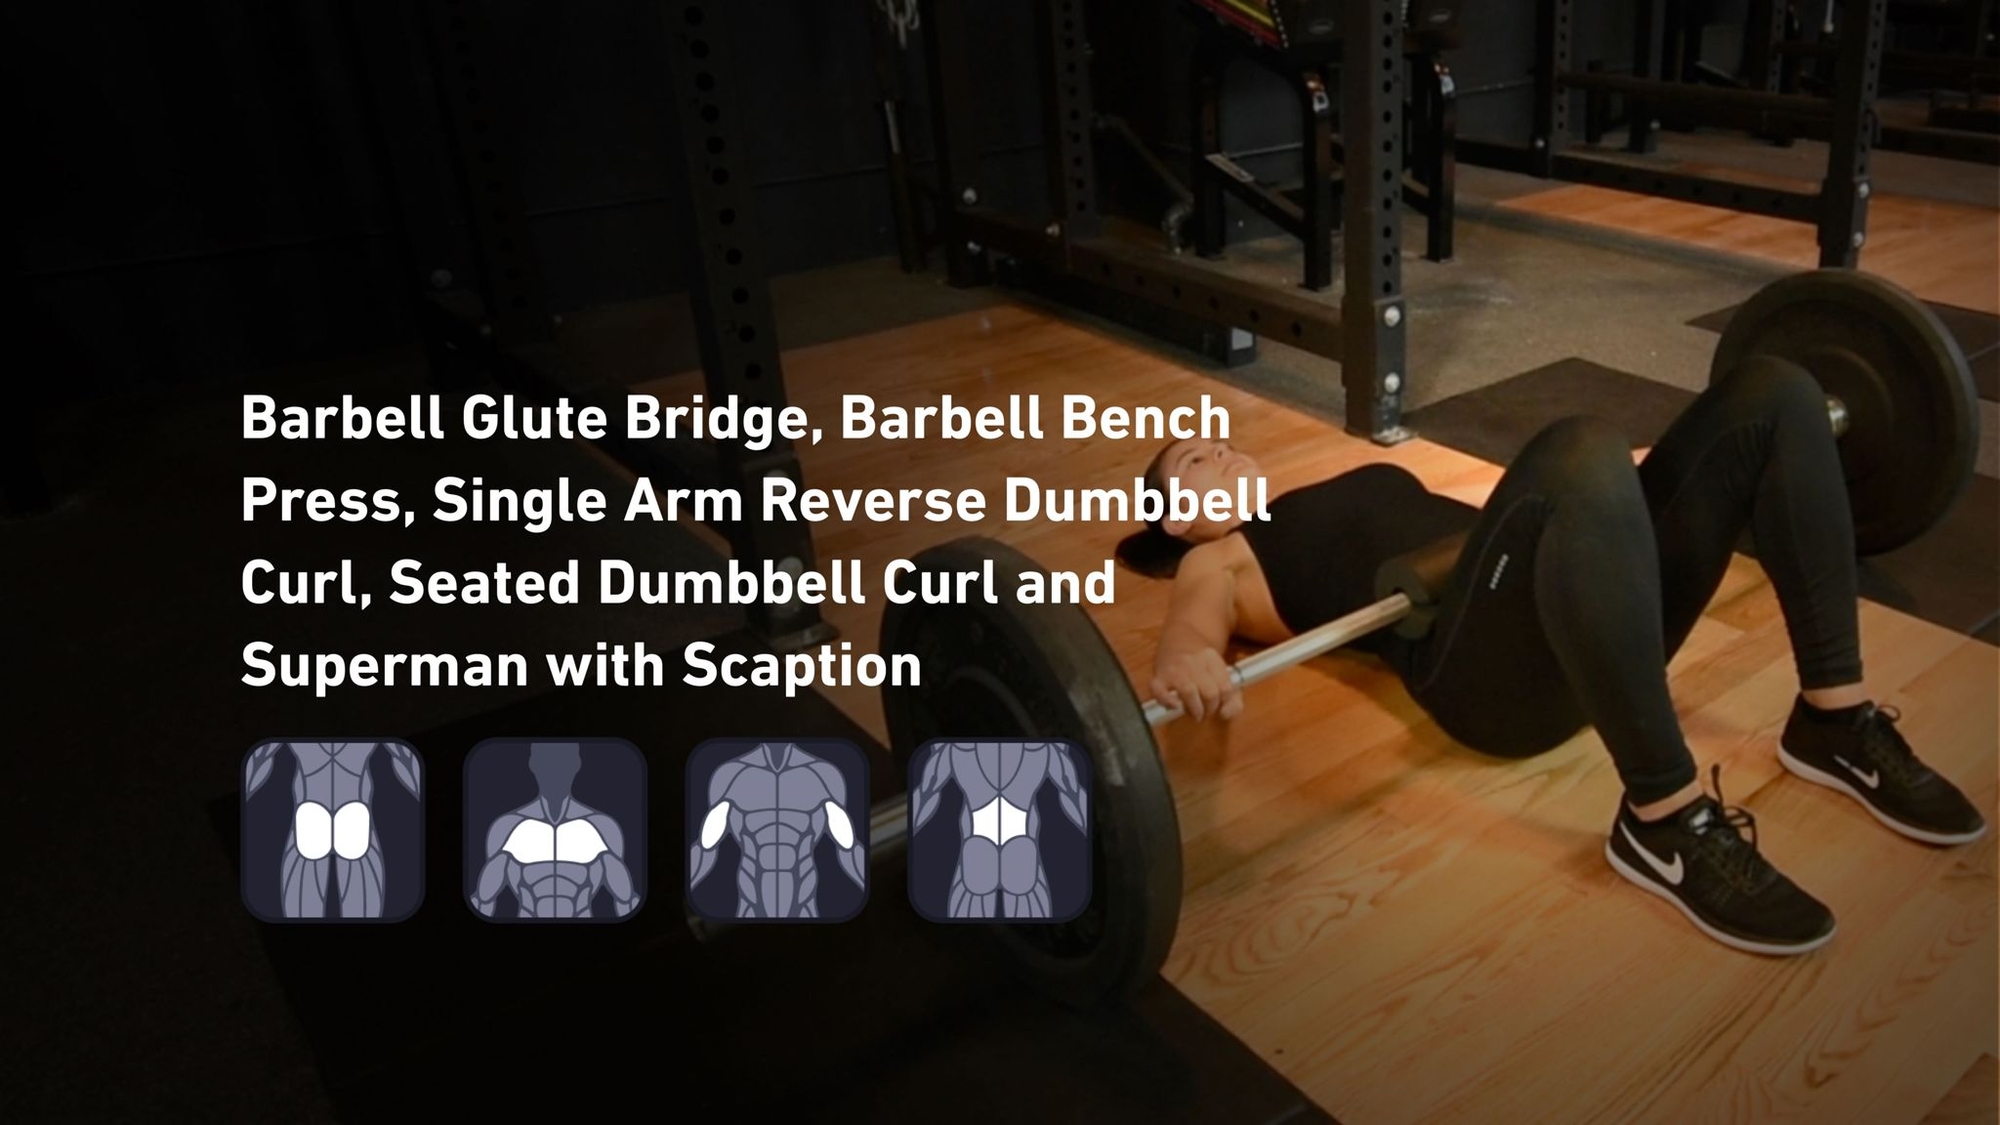 Barbell Glute Bridge, Barbell Bench
Press, Single Arm Reverse Dumbbell
Curl, Seated Dumbbell Curl and
Superman with Scaption